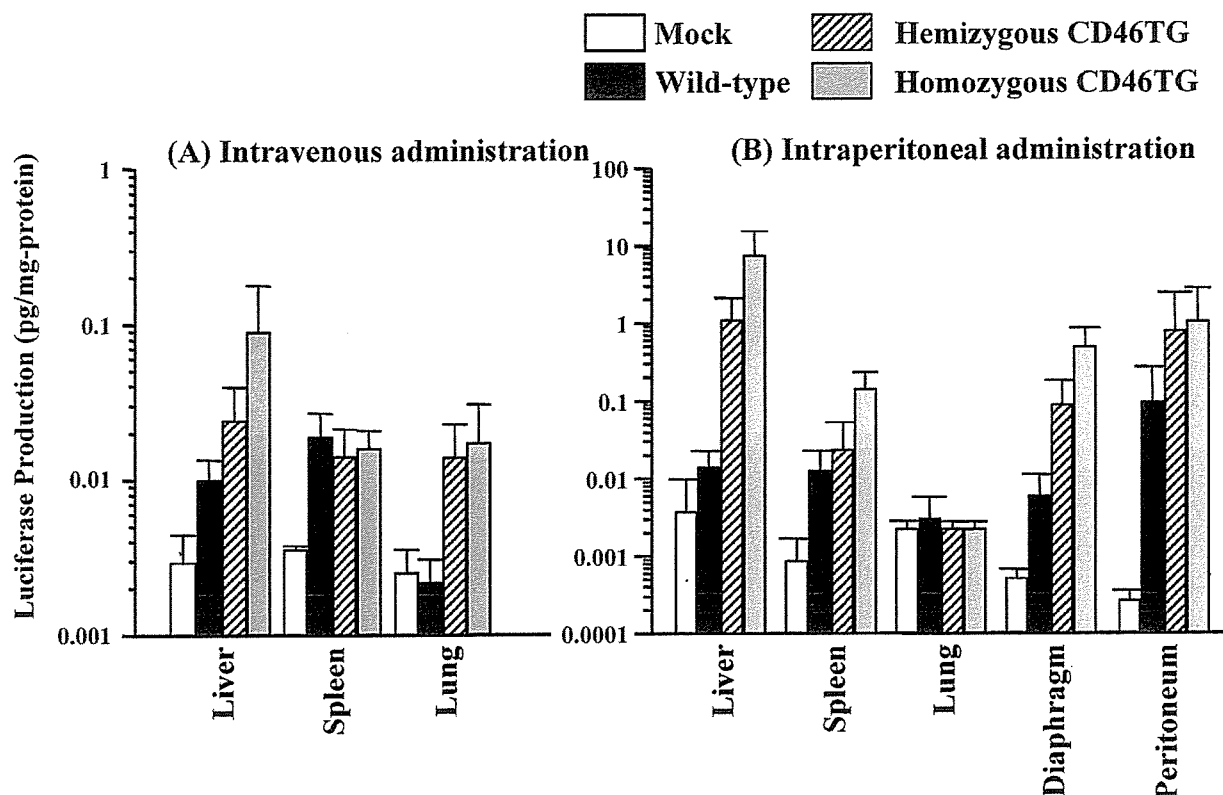 Mock
Hemizygous CD46TG
Wild-type
Homozygous CD46TG
(A) Intravenous administration
(B) Intraperitoneal administration
Luciferase Production (pg/mg-protein)
1
0.1
0.01
0.001
Liver
Spleen
Lung
100
10
1
0.1
0.01
0.001
0.0001
Liver
Spleen
Lung
Diaphragm
Peritoneum